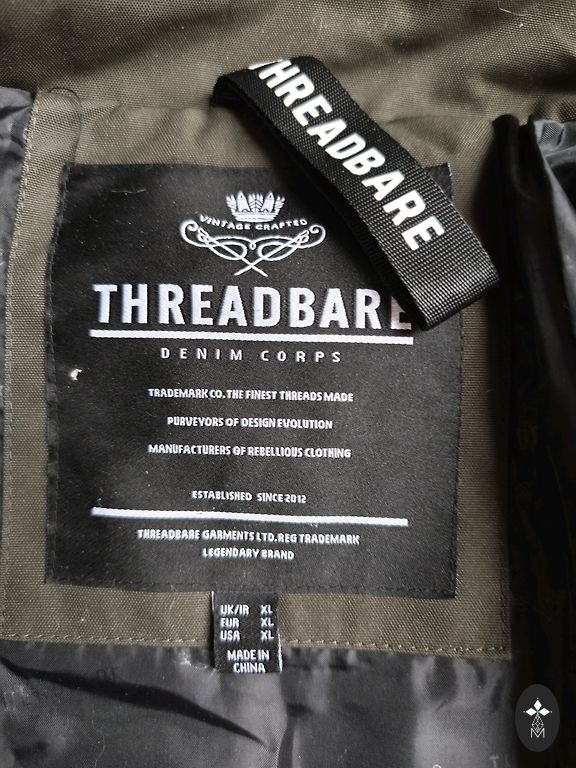 THREADBARE
VINTAGE CRAFTED
THREADBARE
DENIM CORPS
TRADEMARK CO. THE FINEST THREADS MADE
PURVEYORS OF DESIGN EVOLUTION
MANUFACTURERS OF REBELLIOUS CLOTHING
ESTABLISHED SINCE 2012
THREADBARE GARMENTS LTD. REG TRADEMARK
LEGENDARY BRAND
UK/IR XL
EUR XL
USA XL
MADE IN
CHINA
M